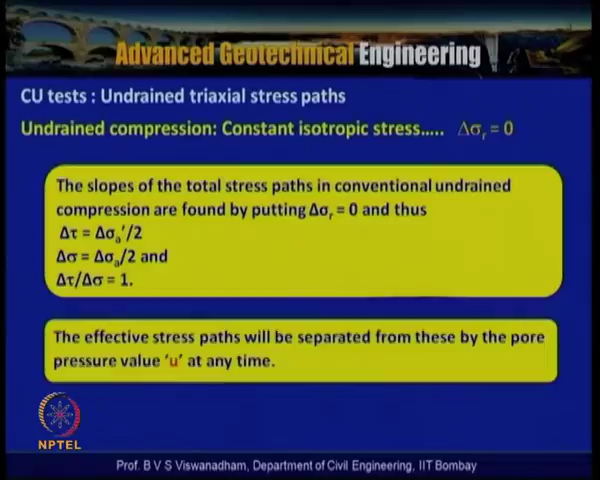 Advanced Geotechnical Engineering
CU tests : Undrained triaxial stress paths
Undrained compression: Constant isotropic stress..... Δσr = 0
The slopes of the total stress paths in conventional undrained
compression are found by putting Δσr = 0 and thus
Δτ = Δσa'/2
Δσ = Δσa/2 and
Δτ/Δσ = 1.
The effective stress paths will be separated from these by the pore
pressure value 'u' at any time.
NPTEL
Prof. B V S Viswanadham, Department of Civil Engineering, IIT Bombay